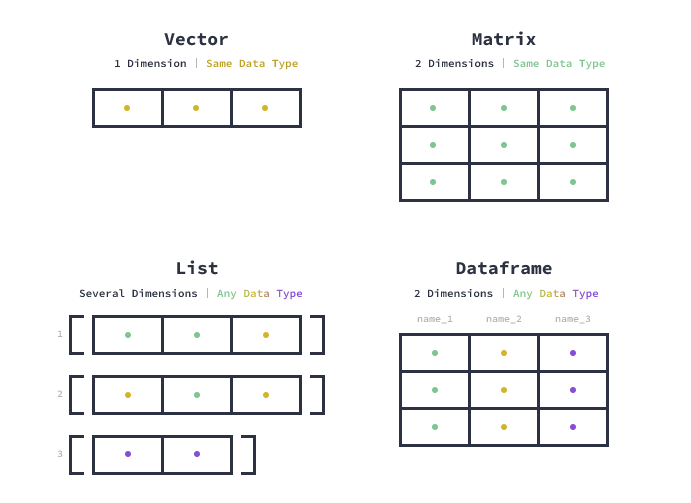 Vector
1 Dimension | Same Data Type
Matrix
2 Dimensions | Same Data Type
List
Several Dimensions | Any Data Type
1
2
3
Dataframe
2 Dimensions | Any Data Type
name_1 name_2 name_3